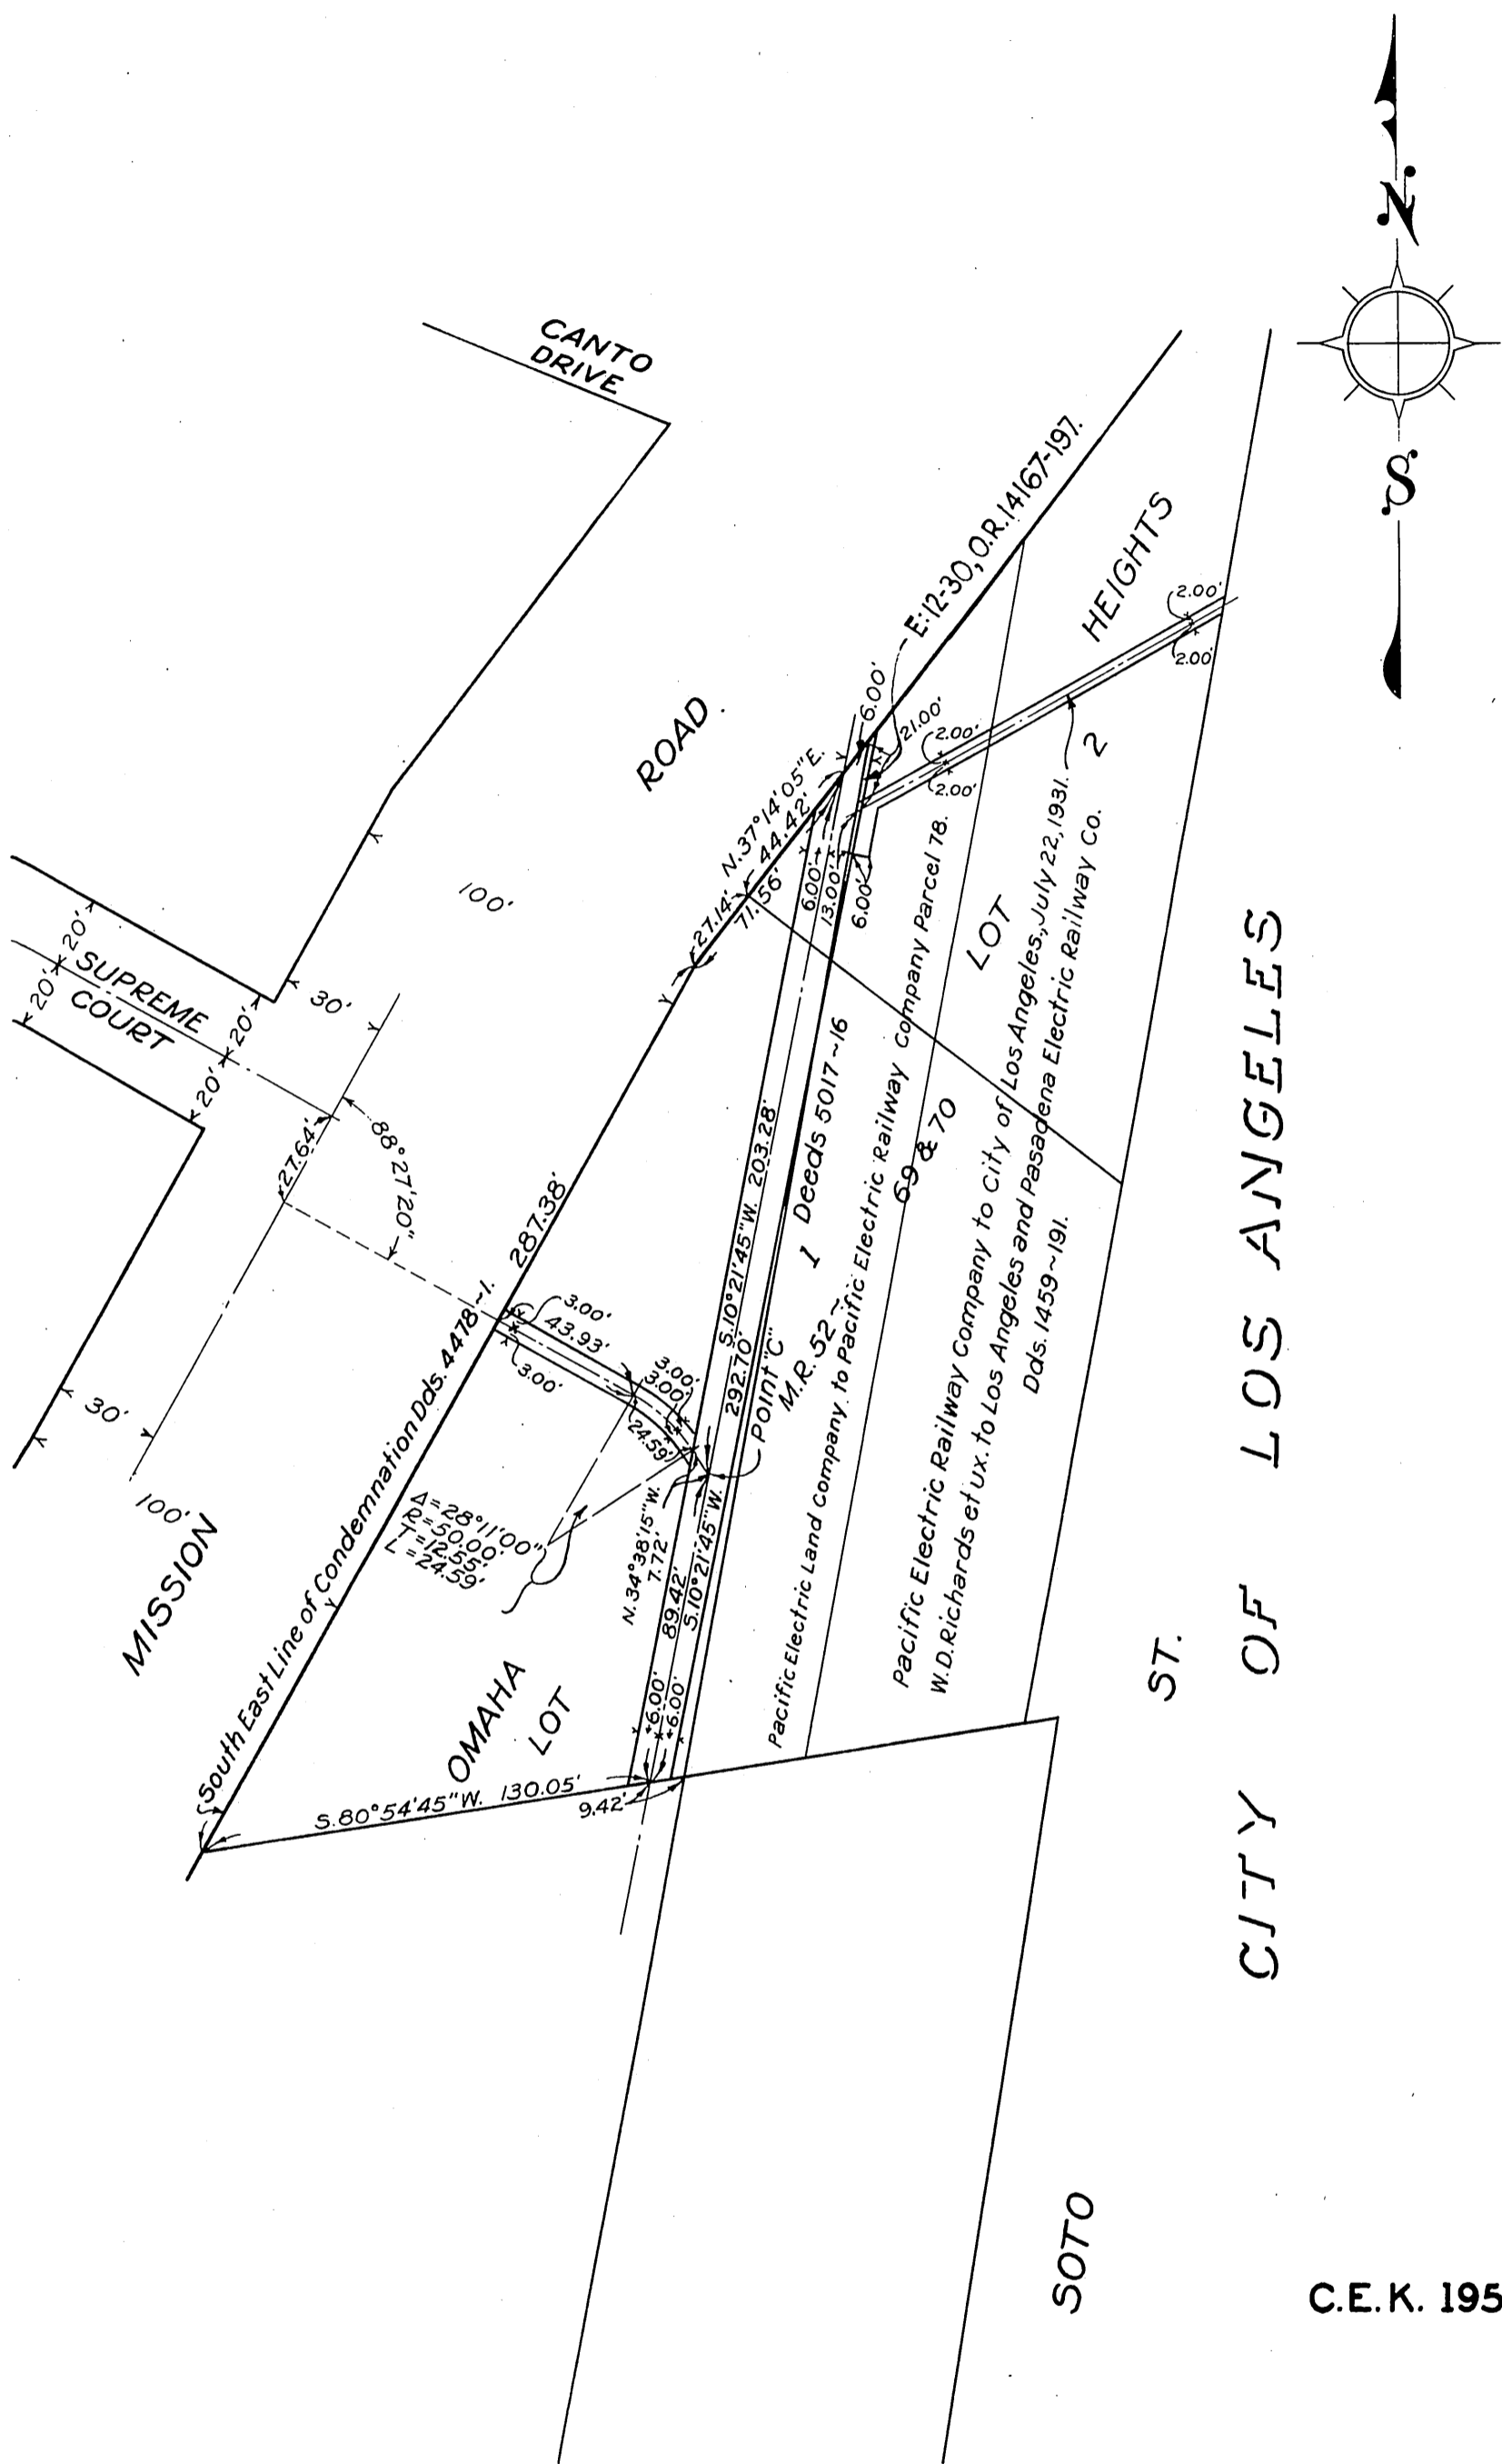 N
S
CANTO
DRIVE
E:12-30, O.R. 14167-197.
HEIGHTS
2.00'
2.00'
ROAD.
6.00'
21.00'
2.00'
2.00'
2
N.37°14'05"E.
44.42'
27.14'
71.56'
6.00'
13.00'
6.00'
100'
20'
20'
SUPREME
COURT
20'
20'
30'
27.64'
88°27'20"
LOT
287.38'
S.10°21'45"W. 203.28'
1 Deeds 5017~16
69 & 70
M.R. 52~
292.70'
Point "C"
3.00'
43.93'
3.00'
3.00'
3.00'
24.59'
South East Line of Condemnation Dds. 4478~1.
30'
100'
MISSION
Δ=28°11'00"
R=50.00'
T=12.55'
L=24.59'
N.34°38'15"W.
7.72'
89.42'
S.10°21'45"W.
6.00'
6.00'
Pacific Electric Land Company. to Pacific Electric Railway Company Parcel 78.
Pacific Electric Railway Company to City of Los Angeles, July 22, 1931.
W.D. Richards et ux. to Los Angeles and Pasadena Electric Railway Co.
Dds. 1459~191.
OMAHA
LOT
S.80°54'45"W. 130.05'
9.42'
SOTO
ST.
CITY OF LOS ANGELES
C.E.K. 195